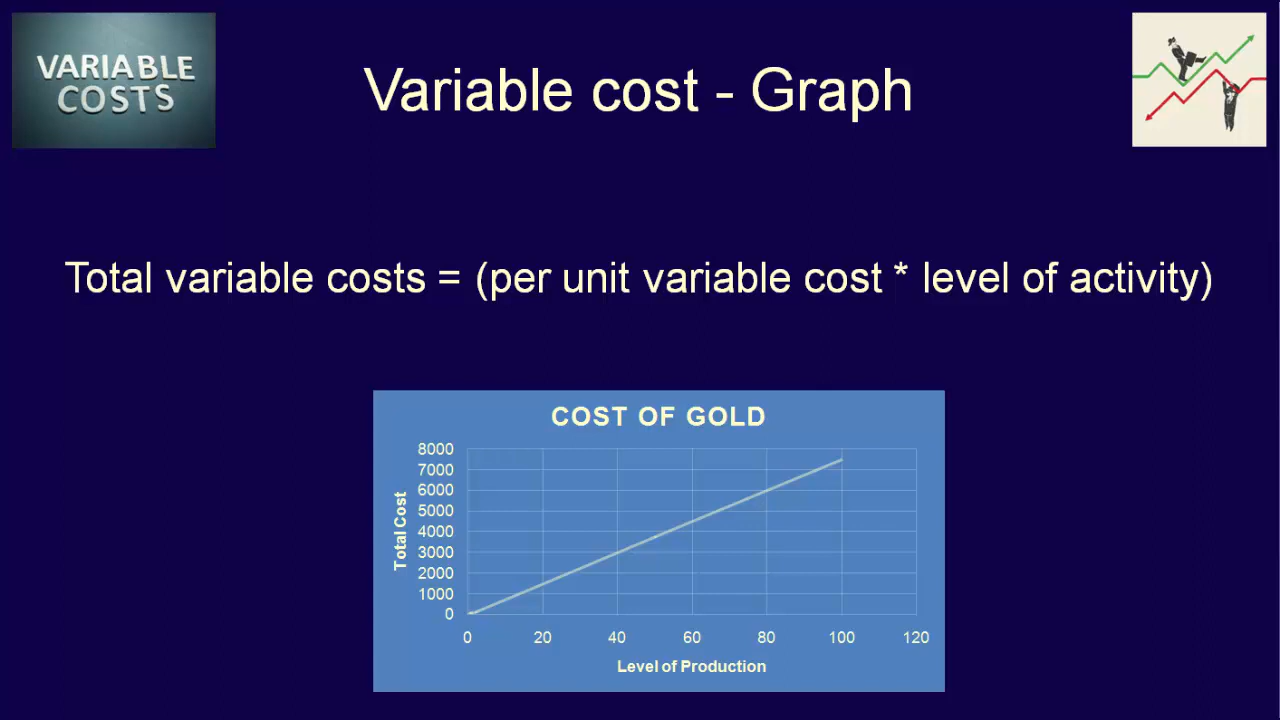 VARIABLE
COSTS
Variable cost - Graph
Total variable costs = (per unit variable cost * level of activity)
COST OF GOLD
8000
7000
6000
5000
4000
3000
2000
1000
0
Total Cost
0 20 40 60 80 100 120
Level of Production